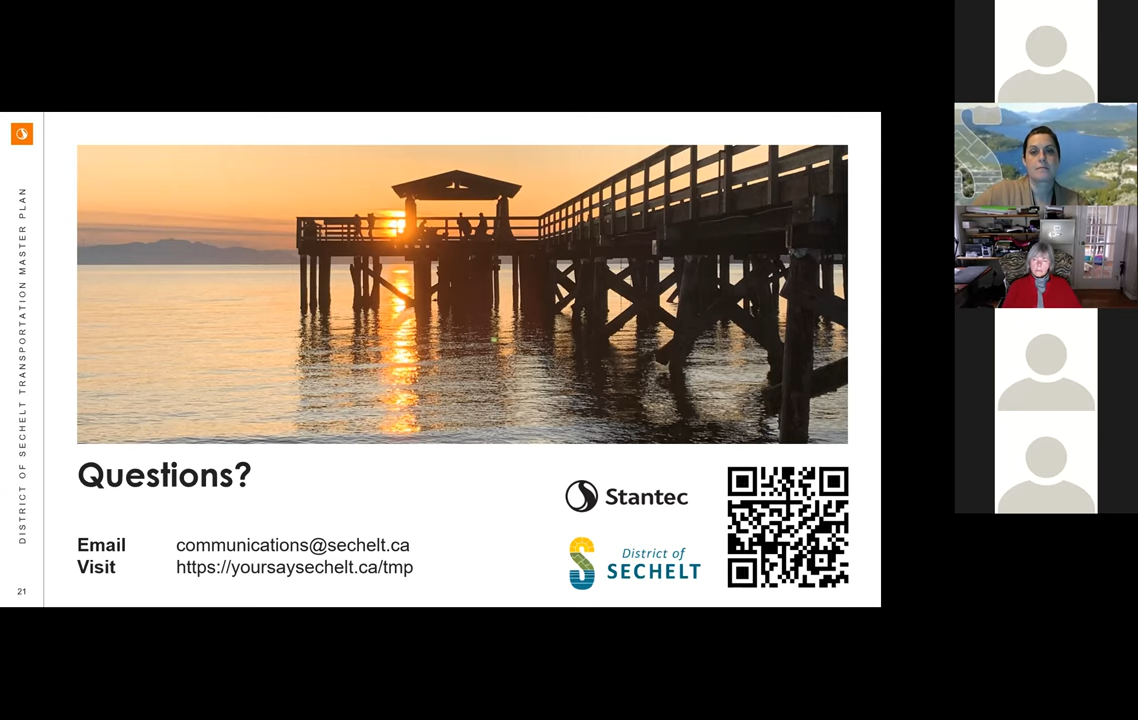 DISTRICT OF SECHELT TRANSPORTATION MASTER PLAN
Questions?
Stantec
Email communications@sechelt.ca
Visit https://yoursaysechelt.ca/tmp
District of
SECHELT
21